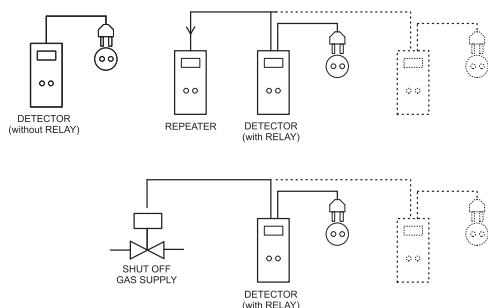 DETECTOR
(without RELAY)
REPEATER
DETECTOR
(with RELAY)
SHUT OFF
GAS SUPPLY
DETECTOR
(with RELAY)